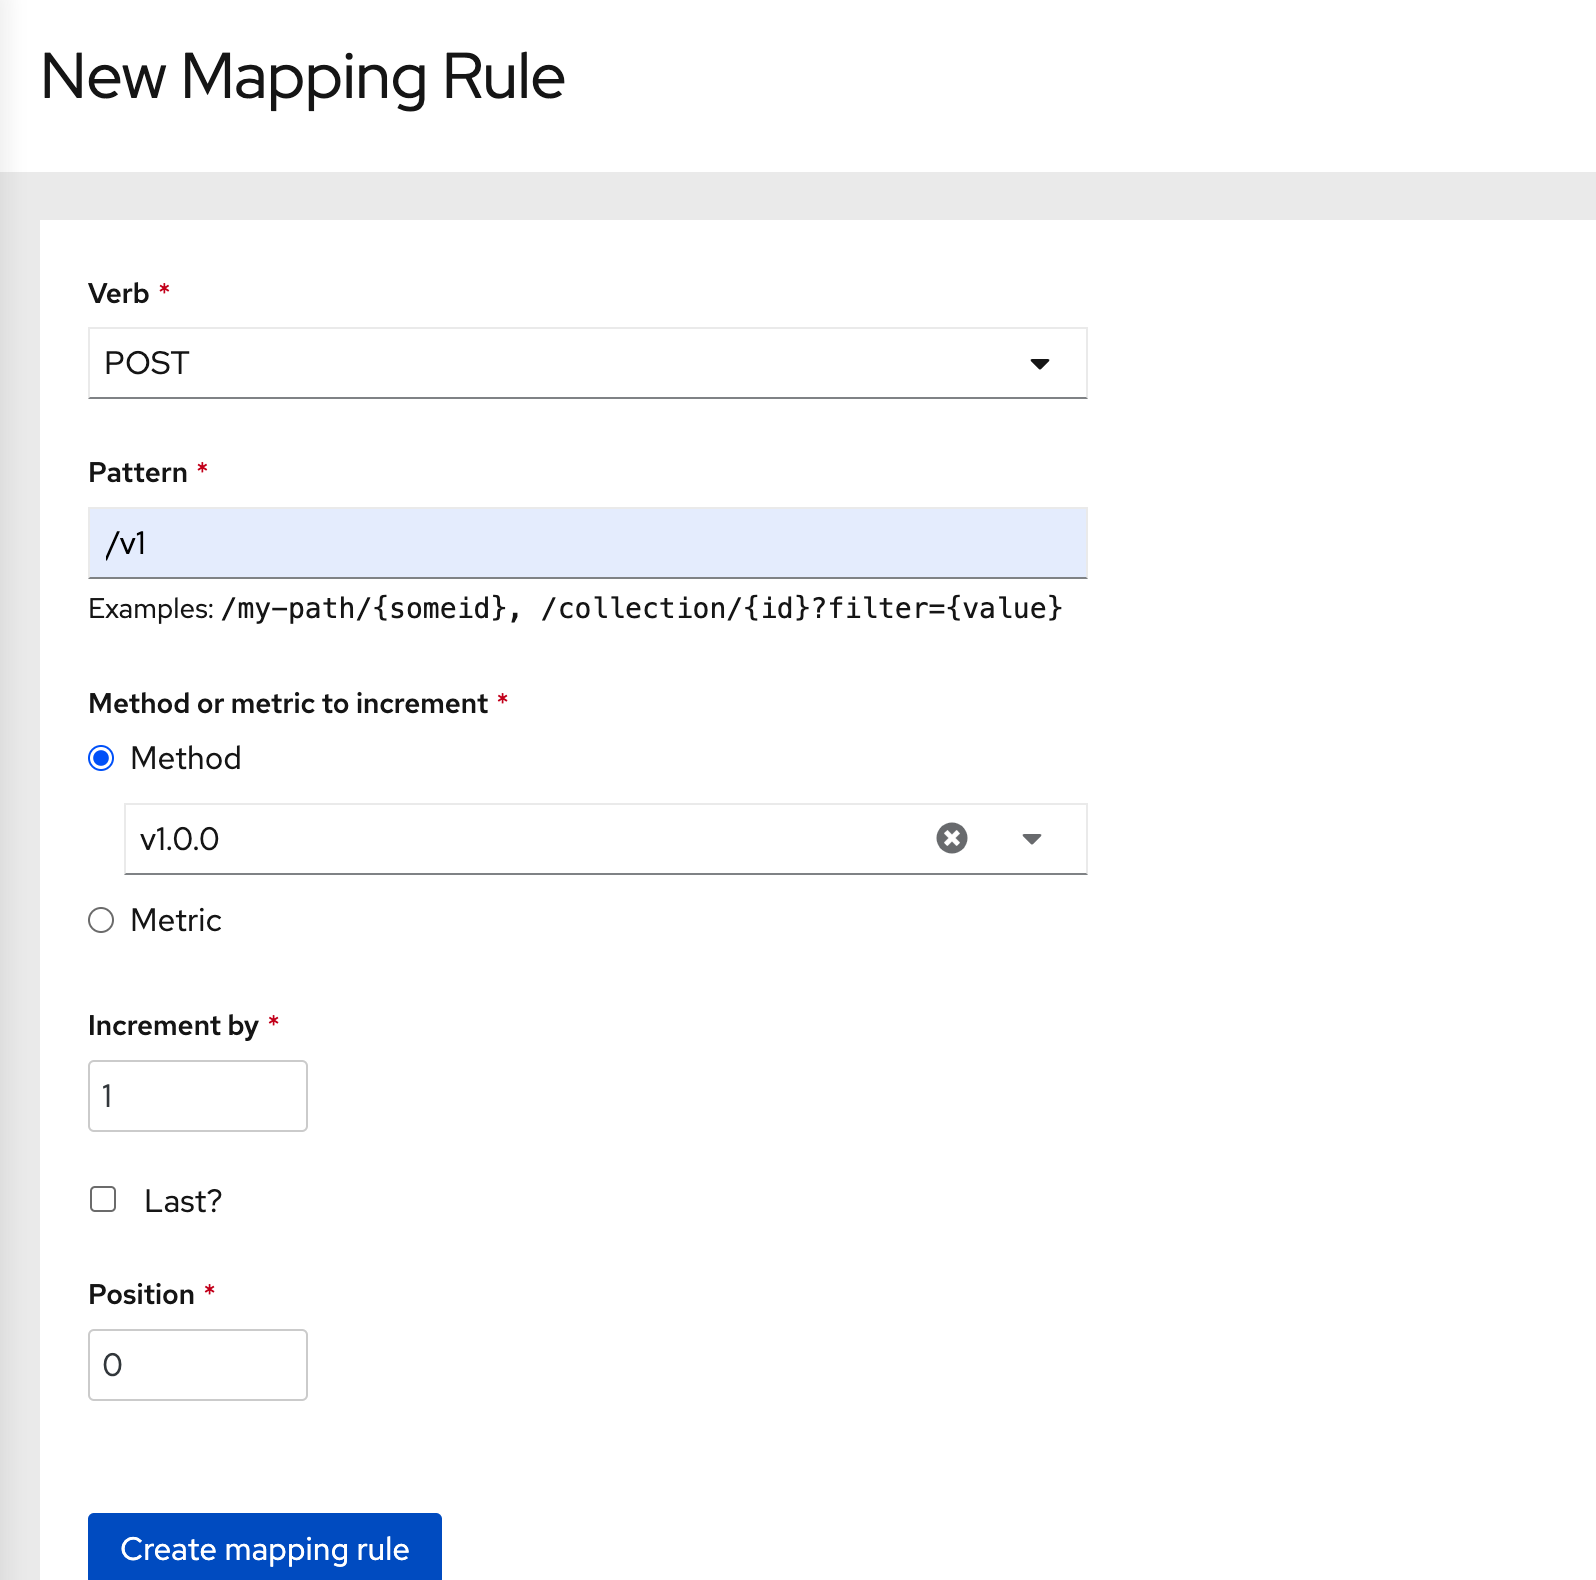 New Mapping Rule
Verb *
POST
Pattern *
/v1
Examples: /my-path/{someid}, /collection/{id}?filter={value}
Method or metric to increment *
Method
v1.0.0
Metric
Increment by *
1
Last?
Position *
0
Create mapping rule